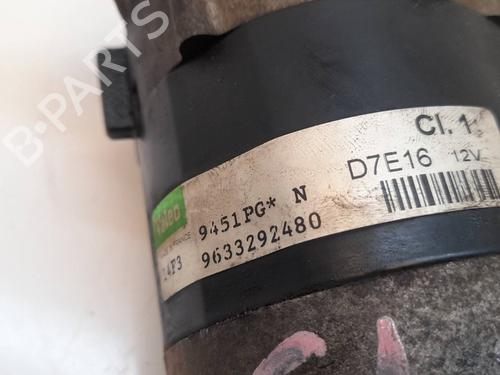 B-PARTS
Cl. 1
D7E16 12V
Valeo
9451PG* N
9633292480